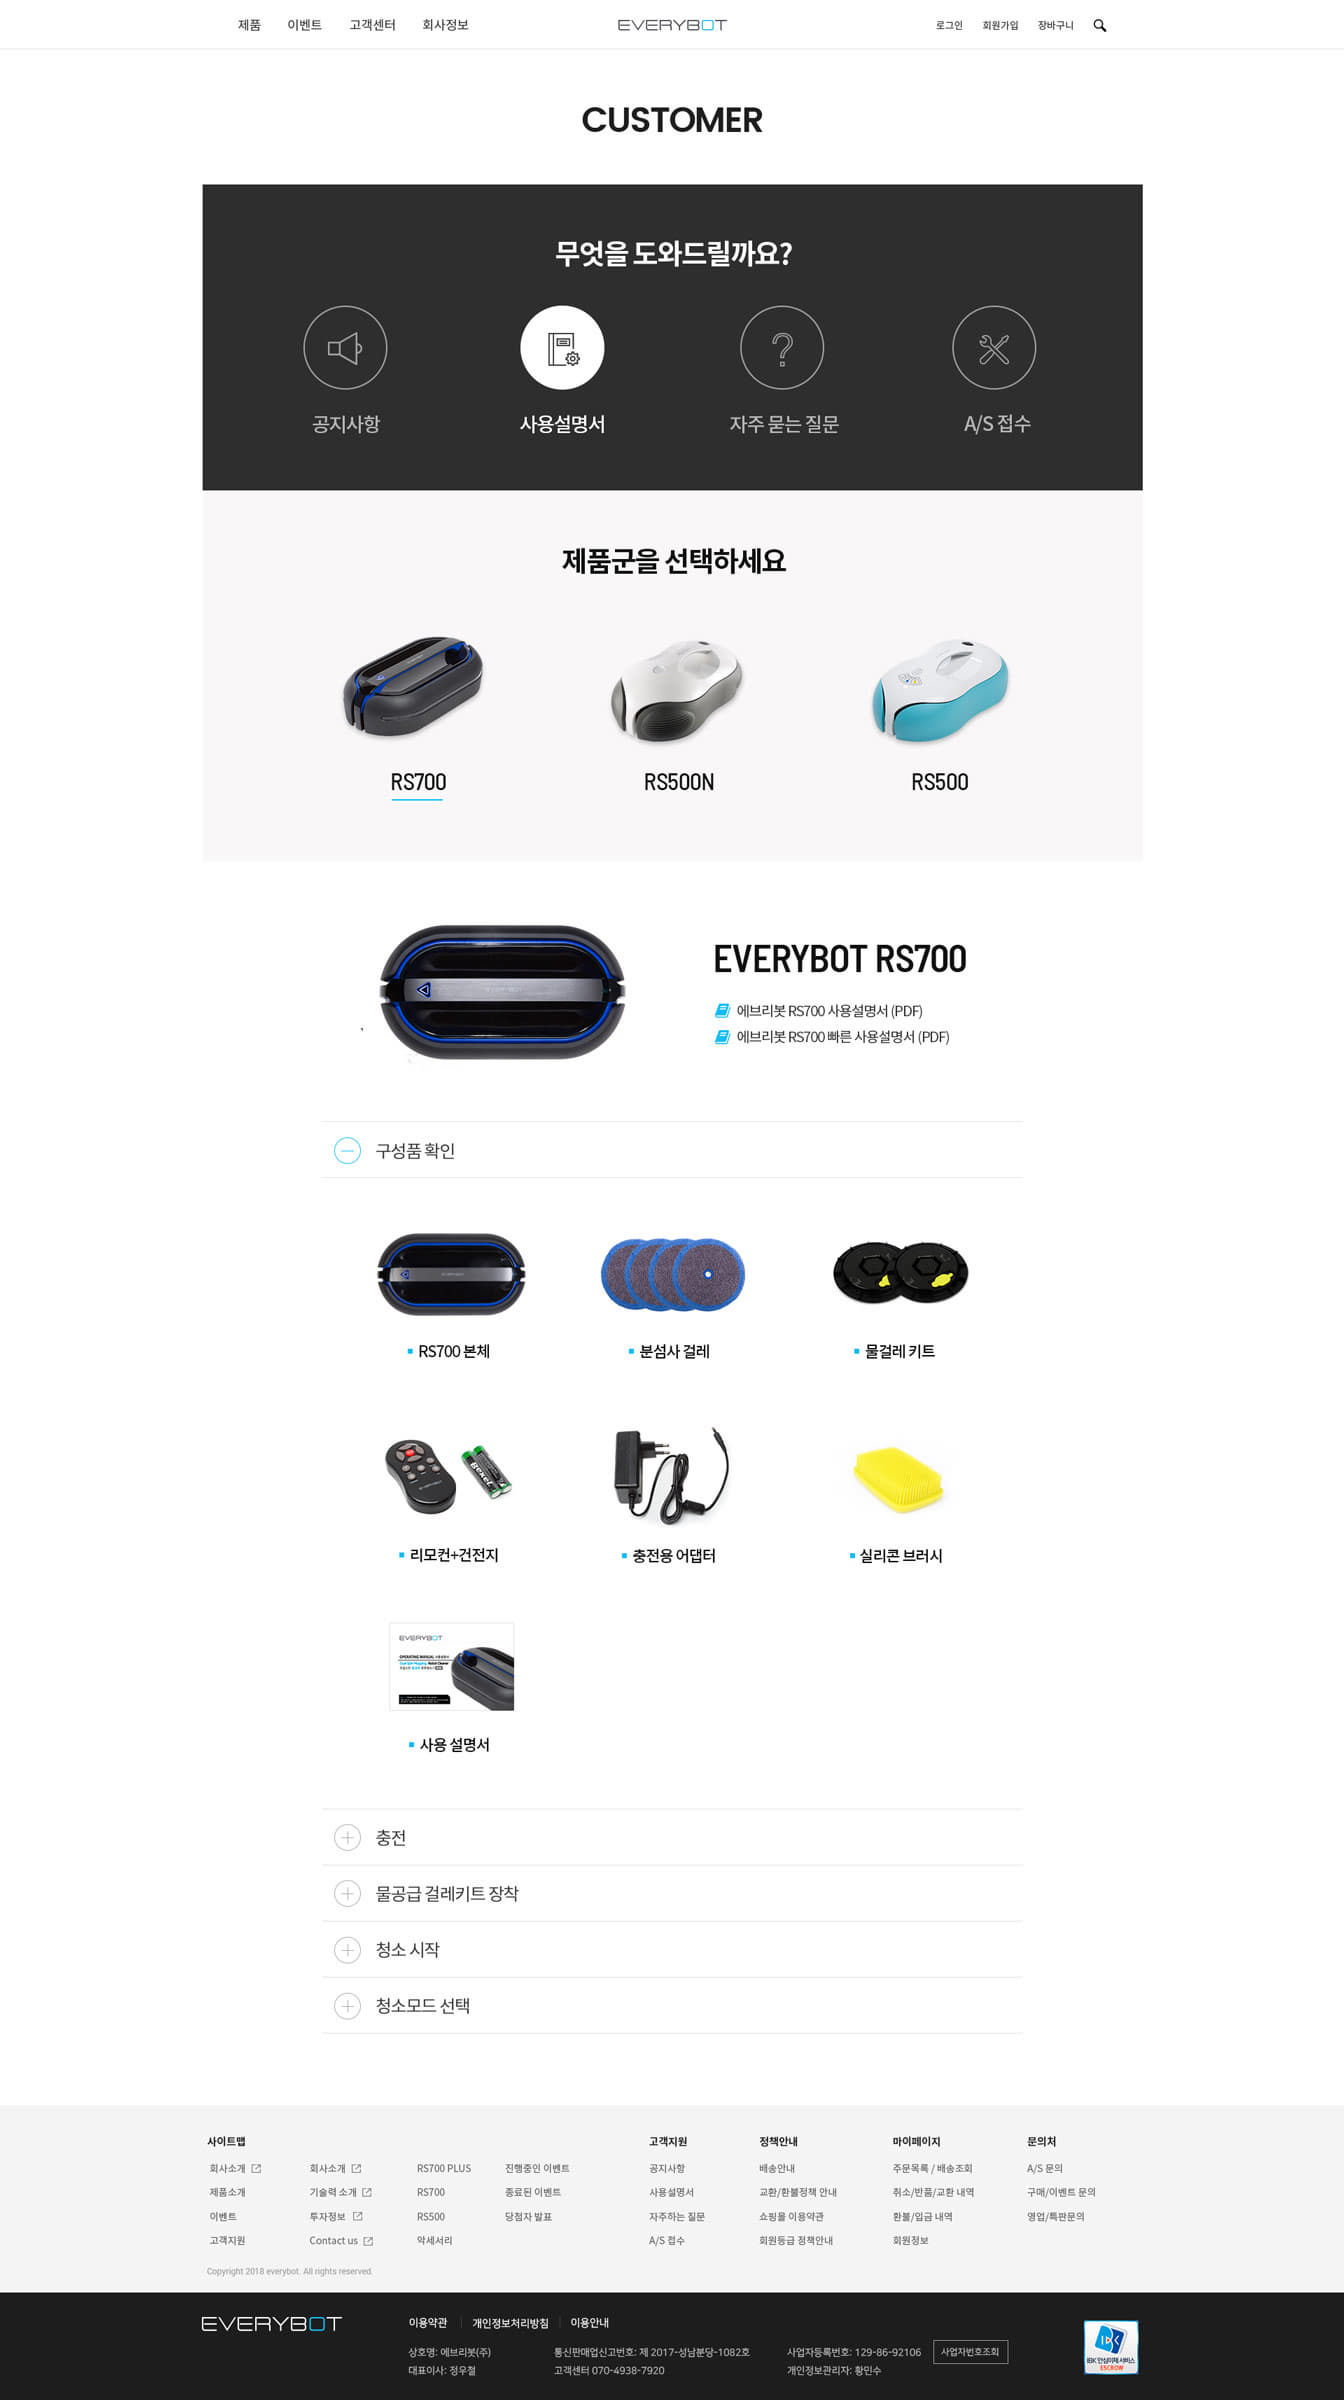 제품 이벤트 고객센터 회사정보 EVERYBOT 로그인 회원가입 장바구니
CUSTOMER
무엇을 도와드릴까요?
공지사항 사용설명서 자주 묻는 질문 A/S 접수
제품군을 선택하세요
RS700 RS500N RS500
EVERYBOT RS700
에브리봇 RS700 사용설명서 (PDF)
에브리봇 RS700 빠른 사용설명서 (PDF)
구성품 확인
RS700 본체 분섬사 걸레 물걸레 키트
Bexel
리모컨+건전지 충전용 어댑터 실리콘 브러시
EVERYBOT
OPERATING MANUAL 사용설명서
사용 설명서
충전
물공급 걸레키트 장착
청소 시작
청소모드 선택
사이트맵 고객지원 정책안내 마이페이지 문의처
회사소개 회사소개 RS700 PLUS 진행중인 이벤트 공지사항 배송안내 주문목록 / 배송조회 A/S 문의
제품소개 기술력 소개 RS700 종료된 이벤트 사용설명서 교환/환불정책 안내 취소/반품/교환 내역 구매/이벤트 문의
이벤트 투자정보 RS500 당첨자 발표 자주하는 질문 쇼핑몰 이용약관 환불/입금 내역 영업/특판문의
고객지원 Contact us 악세서리 A/S 접수 회원등급 정책안내 회원정보
Copyright 2018 everybot. All rights reserved.
EVERYBOT 이용약관 개인정보처리방침 이용안내
상호명: 에브리봇(주) 통신판매업신고번호: 제 2017-성남분당-1082호 사업자등록번호: 129-86-92106 사업자번호조회
대표이사: 정우철 고객센터 070-4938-7920 개인정보관리자: 황민수
IBK 안심이체 서비스
ESCROW